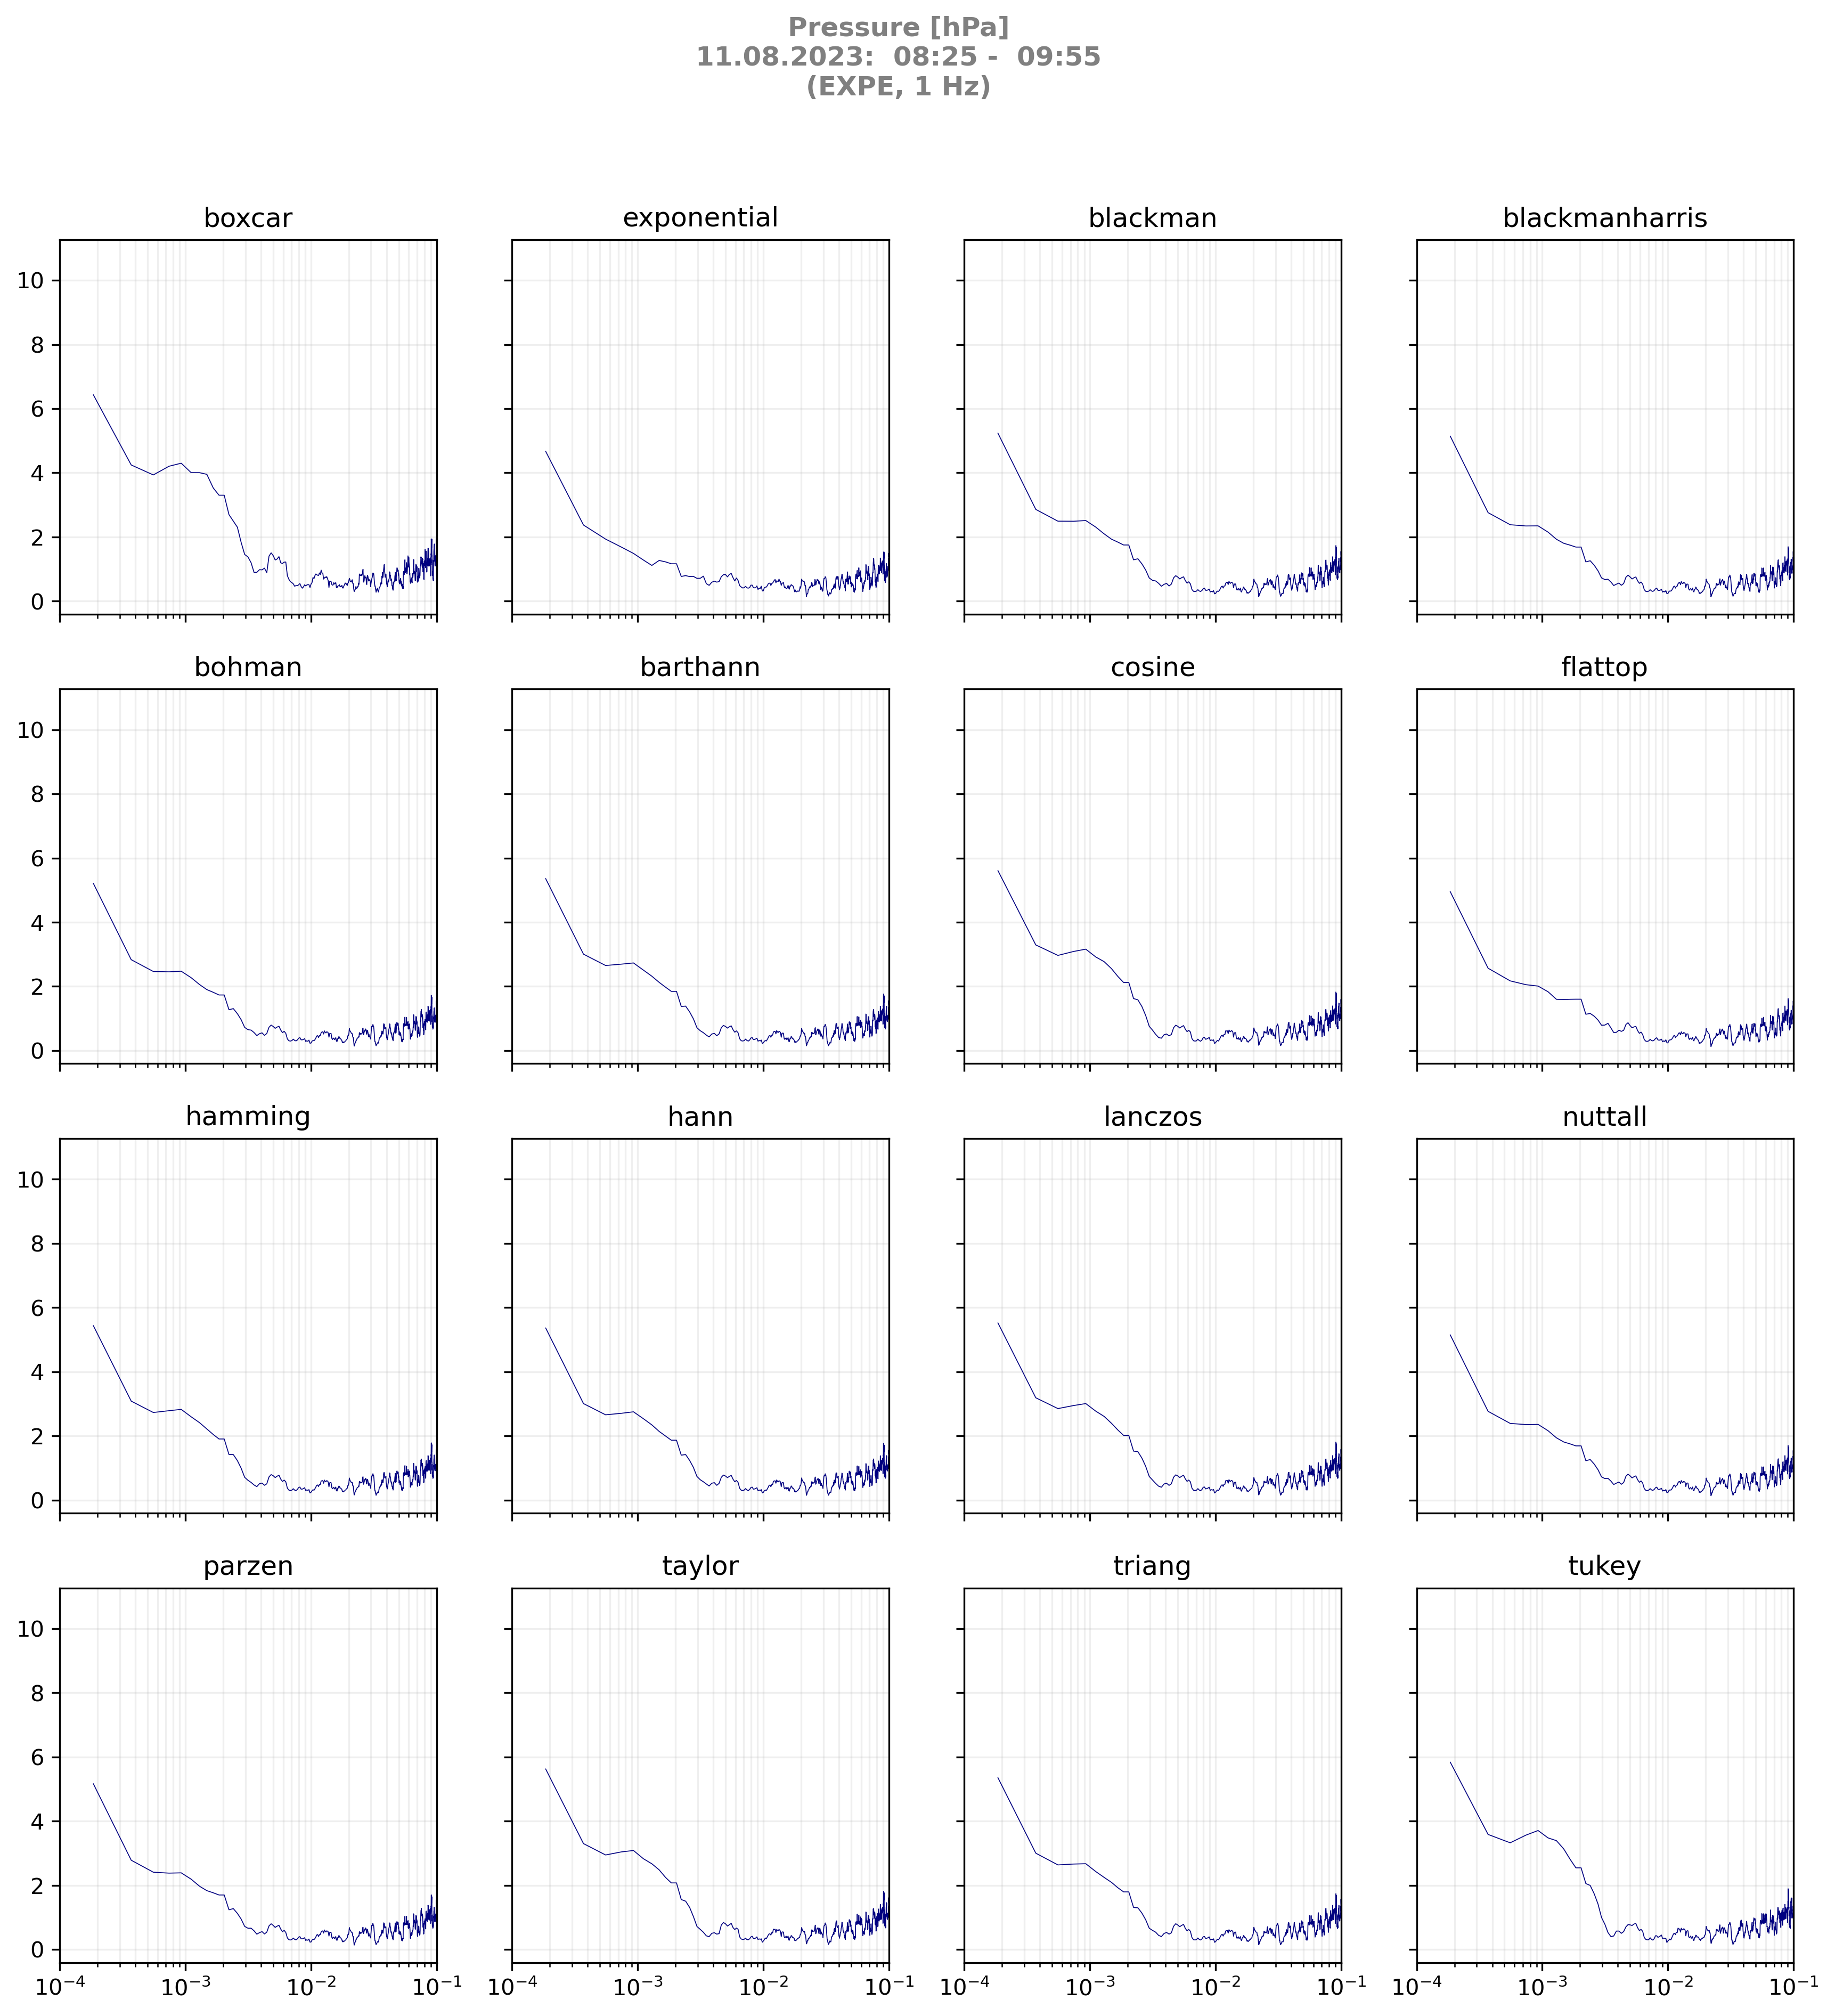 Pressure [hPa]
11.08.2023:  08:25 -  09:55
(EXPE, 1 Hz)
boxcar
exponential
blackman
blackmanharris
10
8
6
4
2
0
bohman
barthann
cosine
flattop
10
8
6
4
2
0
hamming
hann
lanczos
nuttall
10
8
6
4
2
0
parzen
taylor
triang
tukey
10
8
6
4
2
0
10⁻⁴ 10⁻³ 10⁻² 10⁻¹ 10⁻⁴ 10⁻³ 10⁻² 10⁻¹ 10⁻⁴ 10⁻³ 10⁻² 10⁻¹ 10⁻⁴ 10⁻³ 10⁻² 10⁻¹